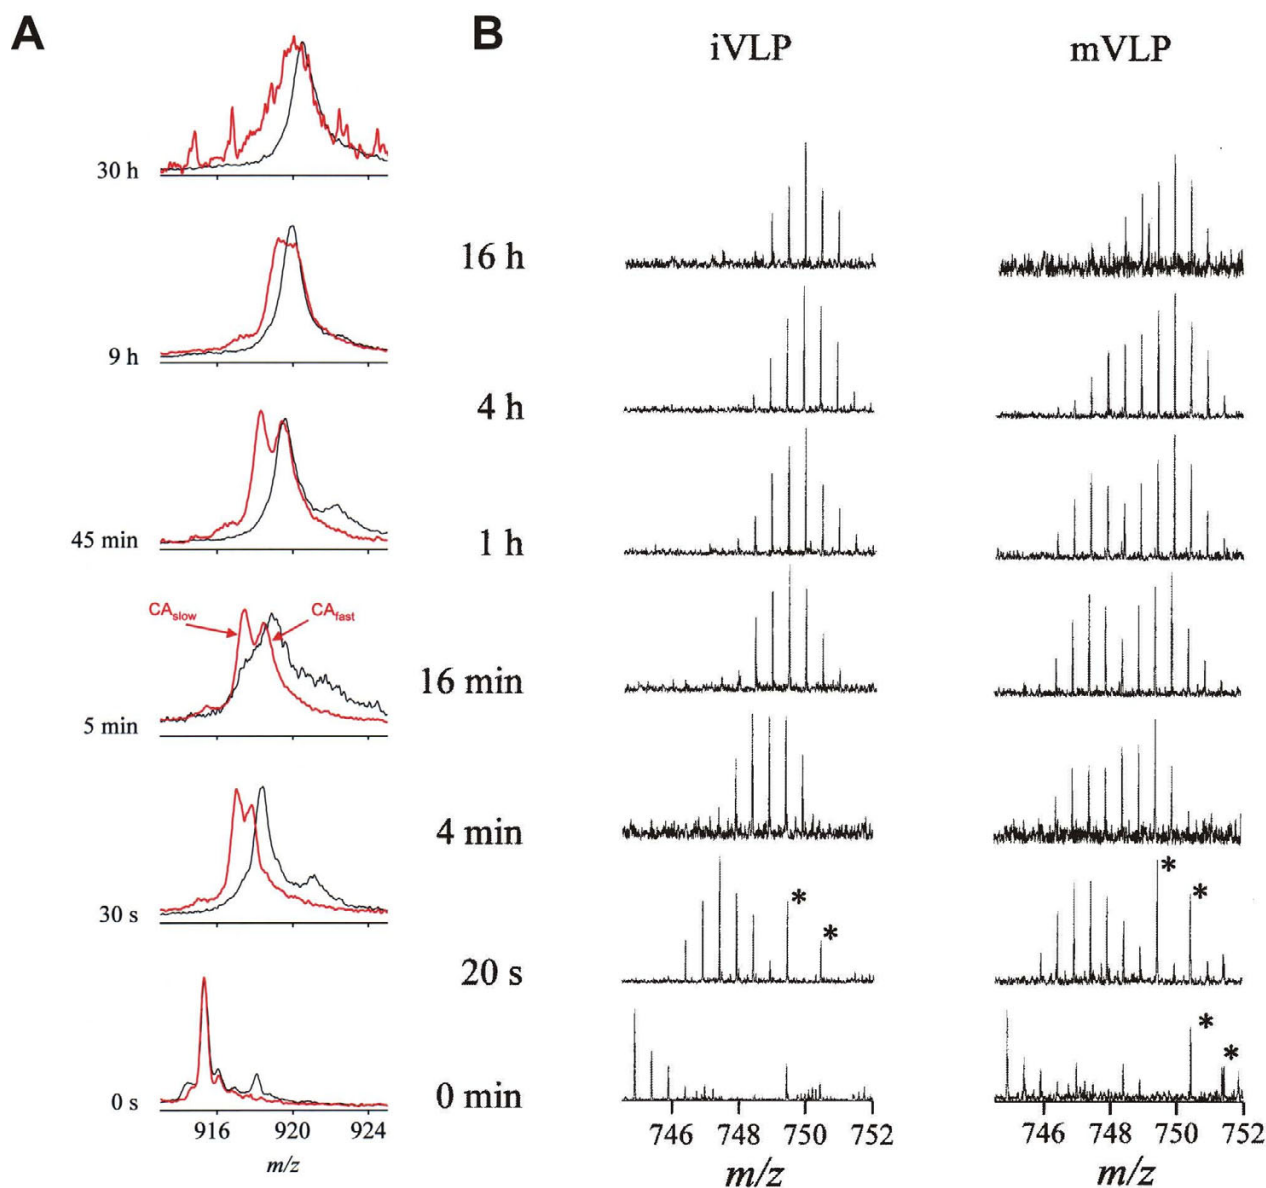 A
B
iVLP
mVLP
30 h
9 h
45 min
CAslow
CAfast
5 min
30 s
0 s
916 920 924
m/z
16 h
4 h
1 h
16 min
4 min
20 s
0 min
*
*
*
*
*
*
746 748 750 752
746 748 750 752
m/z
m/z